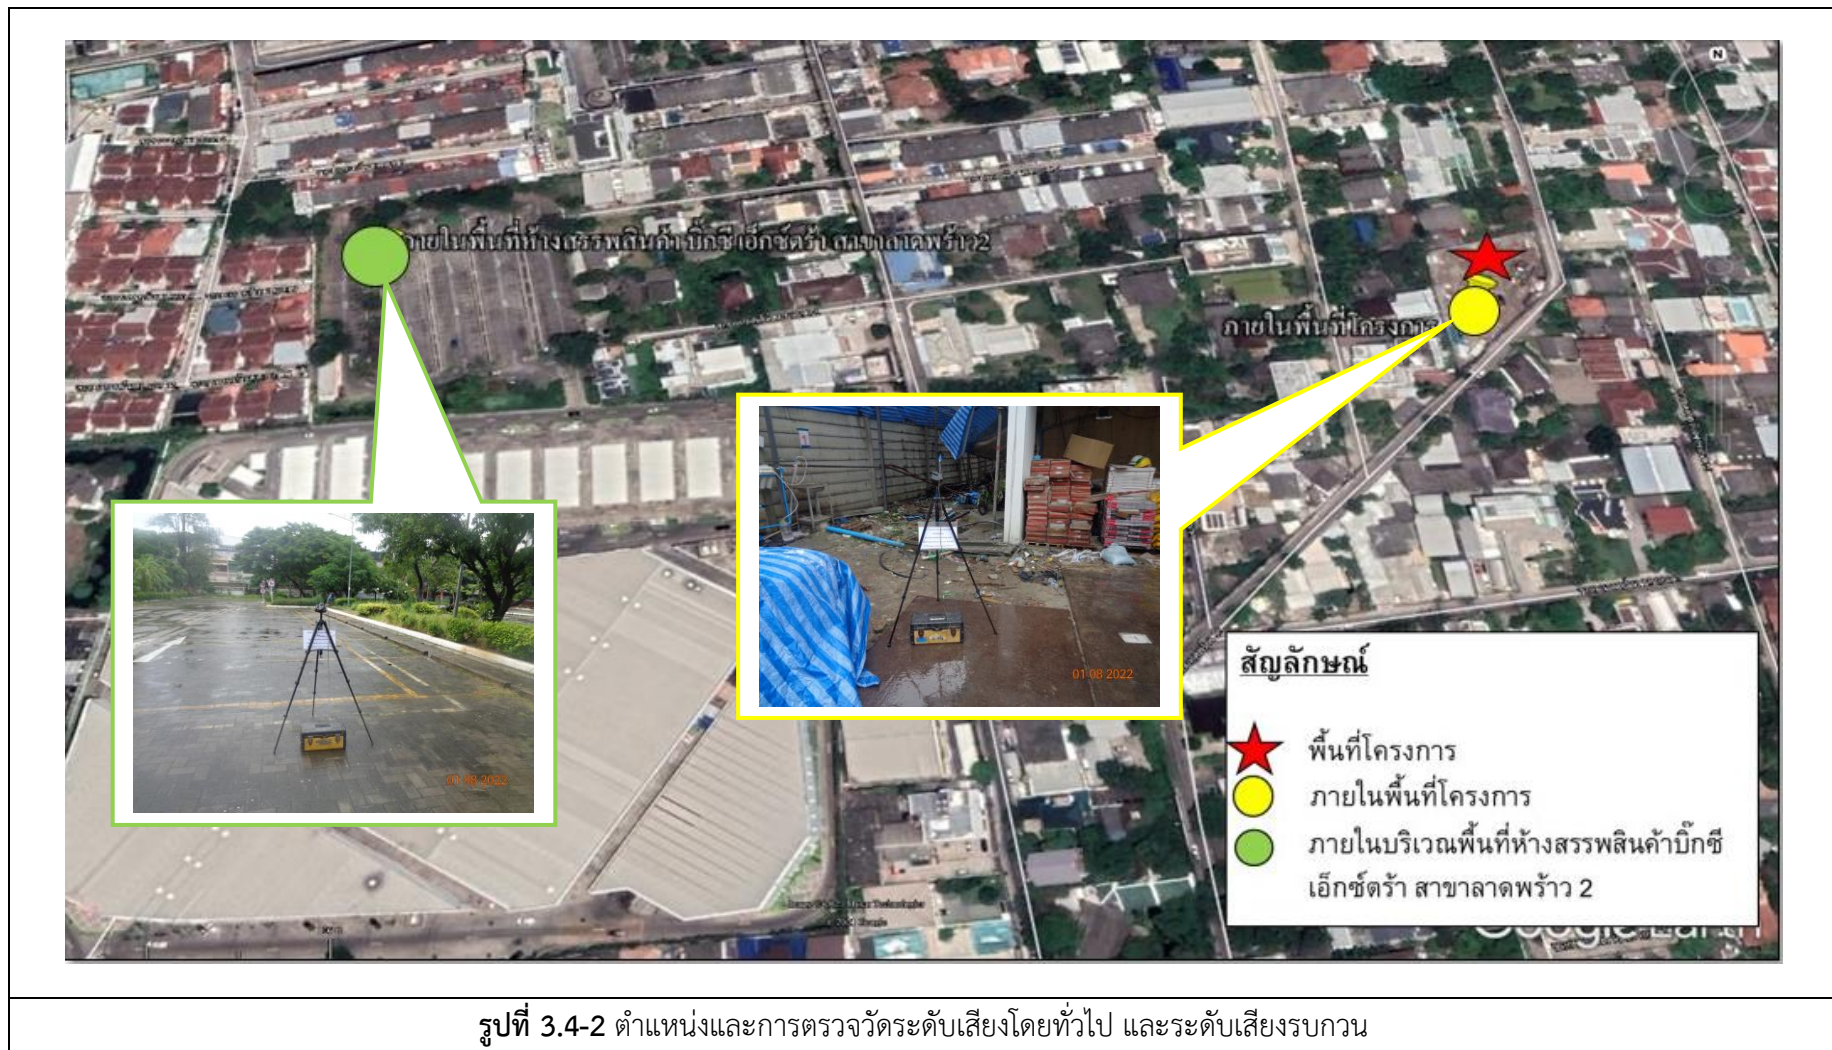 N
ภายในพื้นที่ห้างสรรพสินค้า บิ๊กซี เอ็กซ์ตร้า สาขาลาดพร้าว2
ภายในพื้นที่โครงการ
01 08 2022
01 08 2022
สัญลักษณ์
พื้นที่โครงการ
ภายในพื้นที่โครงการ
ภายในบริเวณพื้นที่ห้างสรรพสินค้าบิ๊กซี
เอ็กซ์ตร้า สาขาลาดพร้าว 2
Google Earth
รูปที่ 3.4-2 ตำแหน่งและการตรวจวัดระดับเสียงโดยทั่วไป และระดับเสียงรบกวน